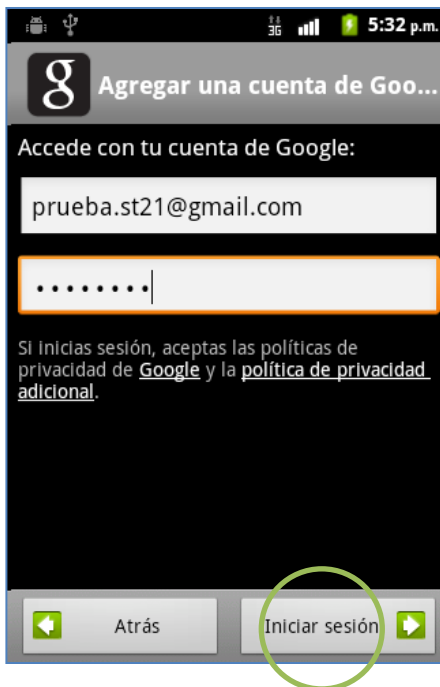 3G 5:32 p.m.
g Agregar una cuenta de Goo...
Accede con tu cuenta de Google:
prueba.st21@gmail.com
••••••••
Si inicias sesión, aceptas las políticas de
privacidad de Google y la política de privacidad
adicional.
Atrás Iniciar sesión